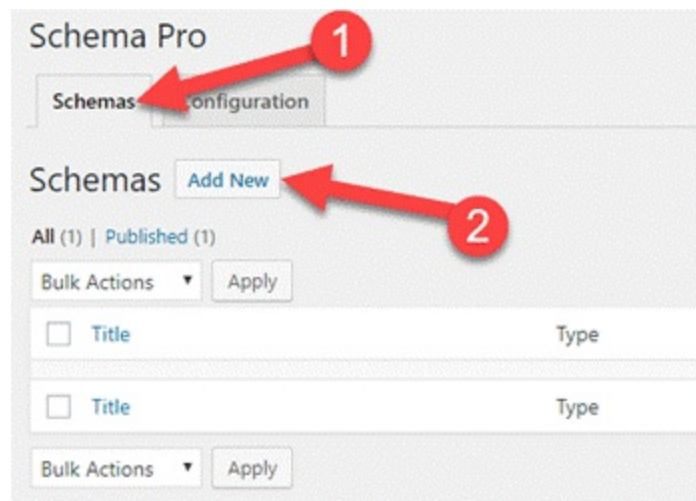 Schema Pro
1
Schemas onfiguration
Schemas Add New
2
All (1) | Published (1)
Bulk Actions Apply
Title Type
Title Type
Bulk Actions Apply